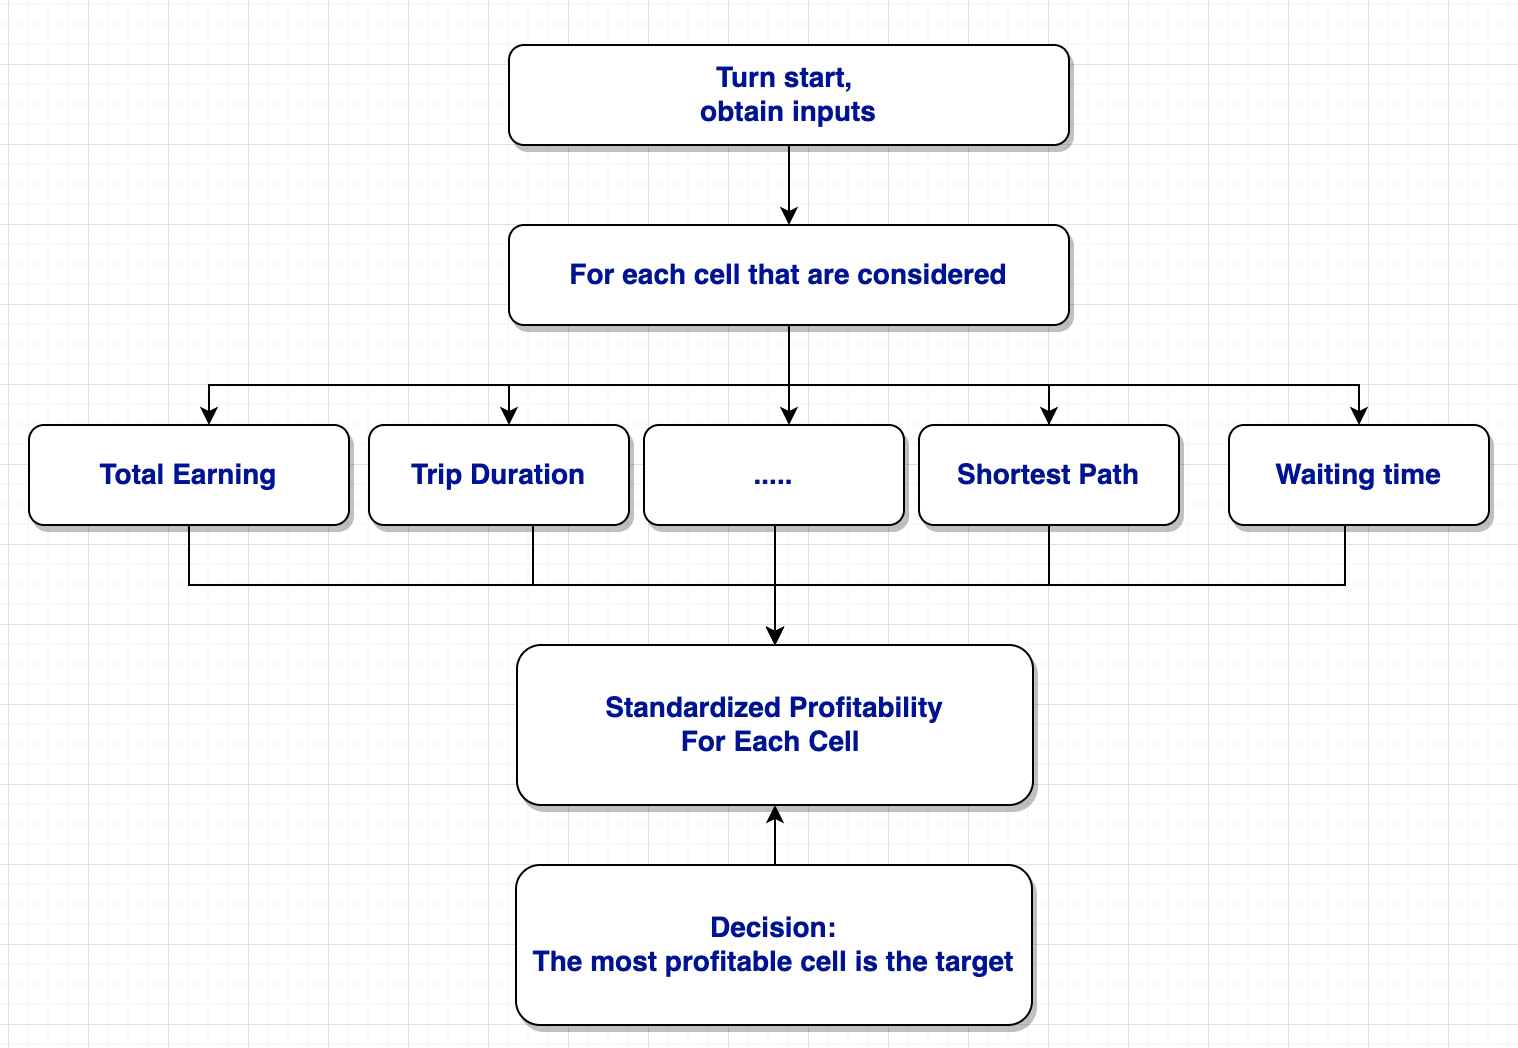 Turn start,
obtain inputs
For each cell that are considered
Total Earning
Trip Duration
.....
Shortest Path
Waiting time
Standardized Profitability
For Each Cell
Decision:
The most profitable cell is the target